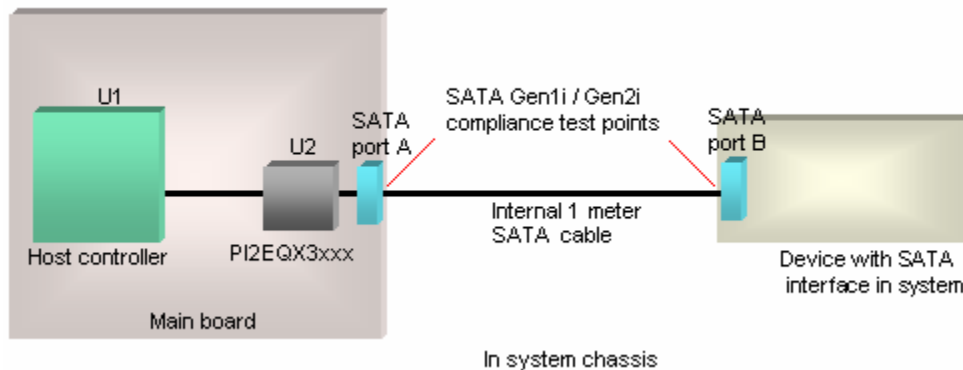 U1
Host controller
U2
PI2EQX3xxx
SATA
port A
Main board
SATA Gen1i / Gen2i
compliance test points
Internal 1 meter
SATA cable
SATA
port B
Device with SATA
interface in system
In system chassis